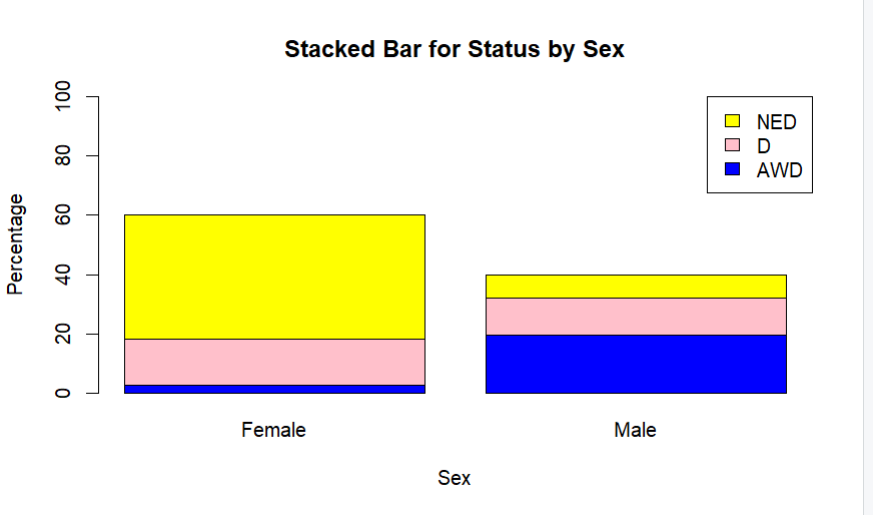 Stacked Bar for Status by Sex
100
80
60
40
20
0
Percentage
NED
D
AWD
Female Male
Sex